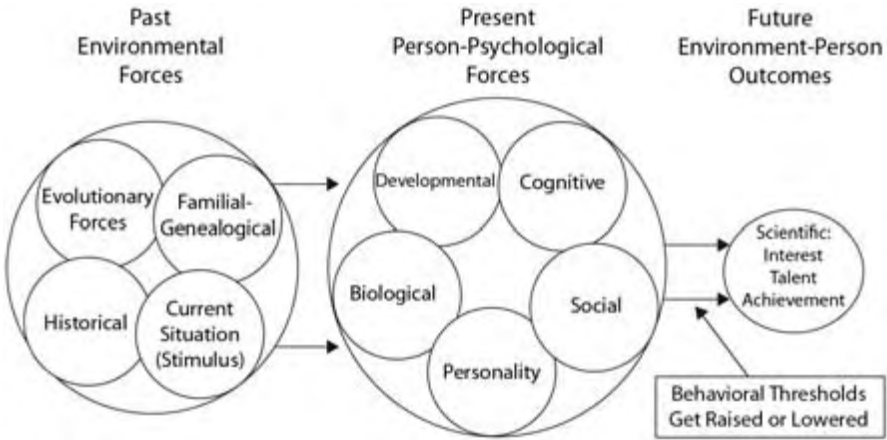 Past
Environmental
Forces
Present
Person-Psychological
Forces
Future
Environment-Person
Outcomes
Evolutionary
Forces
Familial-
Genealogical
Historical
Current
Situation
(Stimulus)
Developmental
Cognitive
Biological
Social
Personality
Scientific:
Interest
Talent
Achievement
Behavioral Thresholds
Get Raised or Lowered